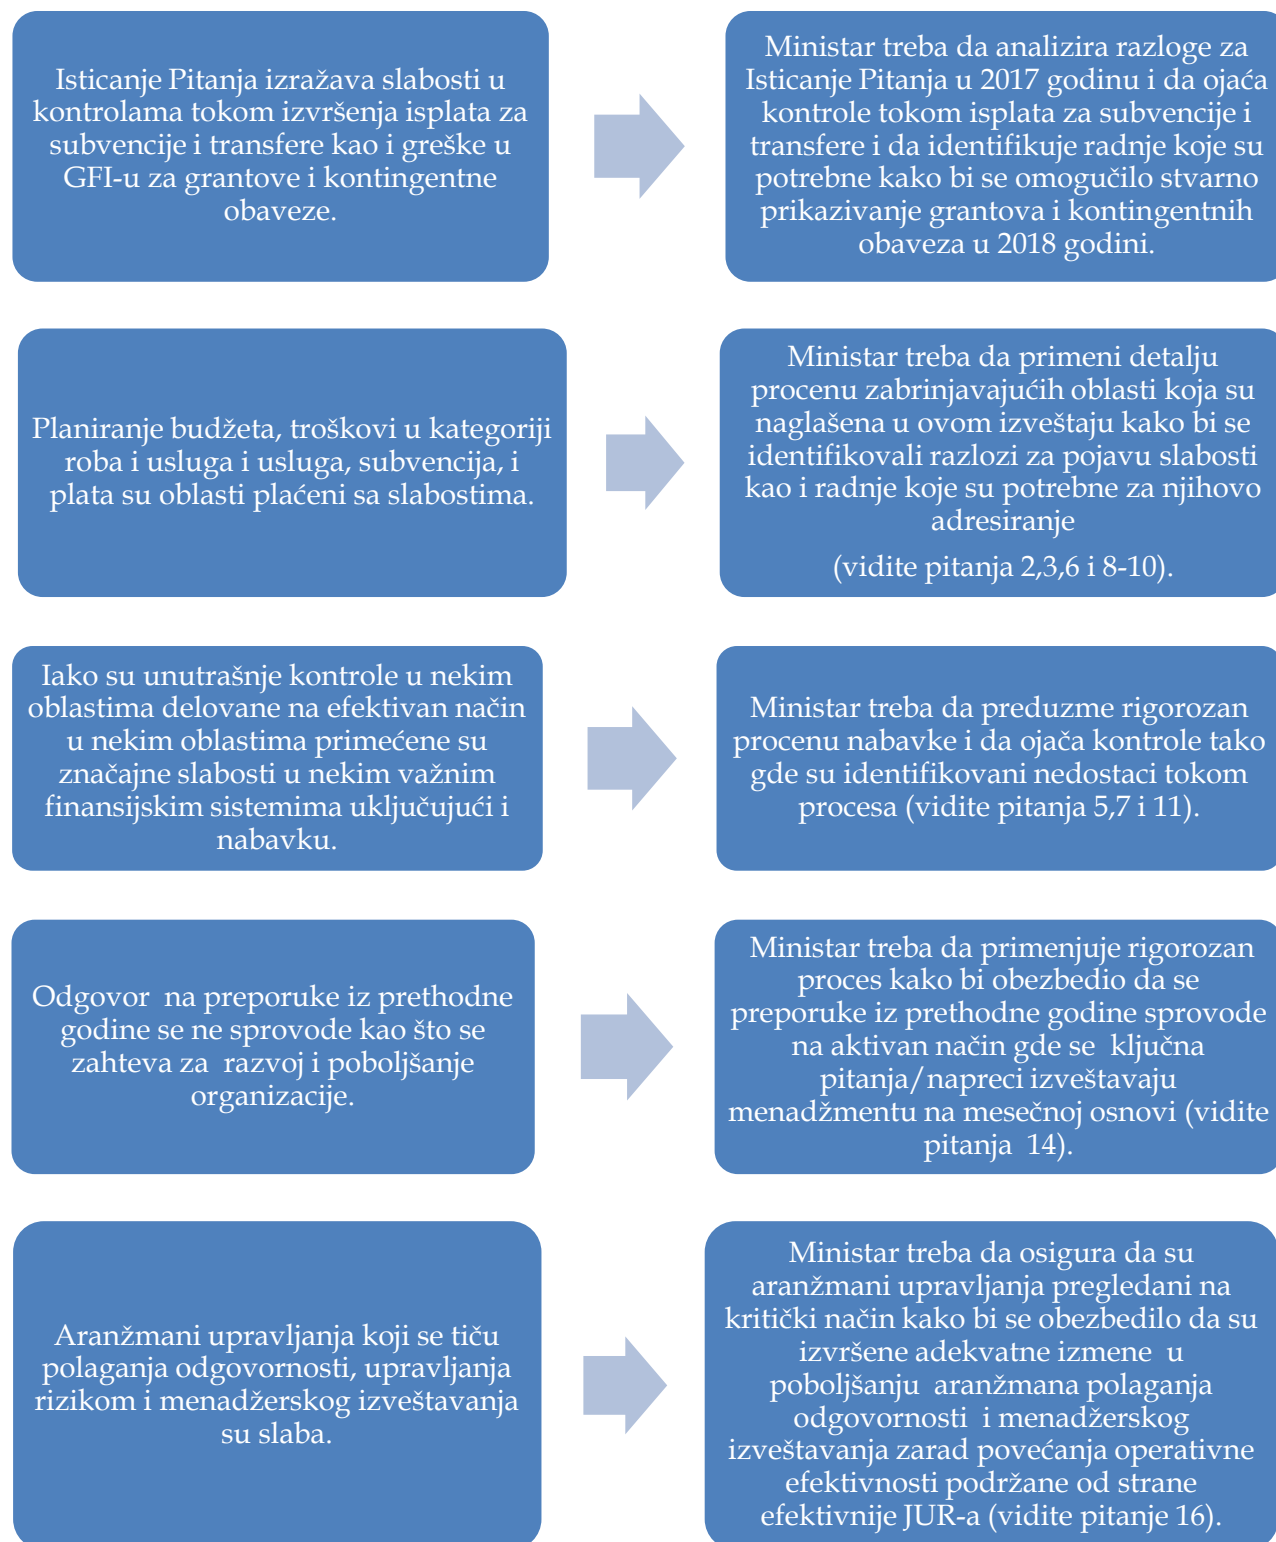 Isticanje Pitanja izražava slabosti u
kontrolama tokom izvršenja isplata za
subvencije i transfere kao i greške u
GFI-u za grantove i kontingentne
obaveze.
Ministar treba da analizira razloge za
Isticanje Pitanja u 2017 godinu i da ojaća
kontrole tokom isplata za subvencije i
transfere i da identifikuje radnje koje su
potrebne kako bi se omogučilo stvarno
prikazivanje grantova i kontingentnih
obaveza u 2018 godini.
Planiranje budžeta, troškovi u kategoriji
roba i usluga i usluga, subvencija, i
plata su oblasti plaćeni sa slabostima.
Ministar treba da primeni detalju
procenu zabrinjavajućih oblasti koja su
naglašena u ovom izveštaju kako bi se
identifikovali razlozi za pojavu slabosti
kao i radnje koje su potrebne za njihovo
adresiranje
(vidite pitanja 2,3,6 i 8-10).
Iako su unutrašnje kontrole u nekim
oblastima delovane na efektivan način
u nekim oblastima primećene su
značajne slabosti u nekim važnim
finansijskim sistemima uključujući i
nabavku.
Ministar treba da preduzme rigorozan
procenu nabavke i da ojača kontrole tako
gde su identifikovani nedostaci tokom
procesa (vidite pitanja 5,7 i 11).
Odgovor na preporuke iz prethodne
godine se ne sprovode kao što se
zahteva za razvoj i poboljšanje
organizacije.
Ministar treba da primenjuje rigorozan
proces kako bi obezbedio da se
preporuke iz prethodne godine sprovode
na aktivan način gde se ključna
pitanja/napreci izveštavaju
menadžmentu na mesečnoj osnovi (vidite
pitanja 14).
Aranžmani upravljanja koji se tiču
polaganja odgovornosti, upravljanja
rizikom i menadžerskog izveštavanja
su slaba.
Ministar treba da osigura da su
aranžmani upravljanja pregledani na
kritički način kako bi se obezbedilo da su
izvršene adekvatne izmene u
poboljšanju aranžmana polaganja
odgovornosti i menadžerskog
izveštavanja zarad povećanja operativne
efektivnosti podržane od strane
efektivnije JUR-a (vidite pitanje 16).